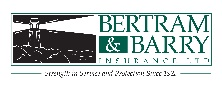 BERTRAM
& BARRY
INSURANCE LTD
Strength in Service and Protection Since